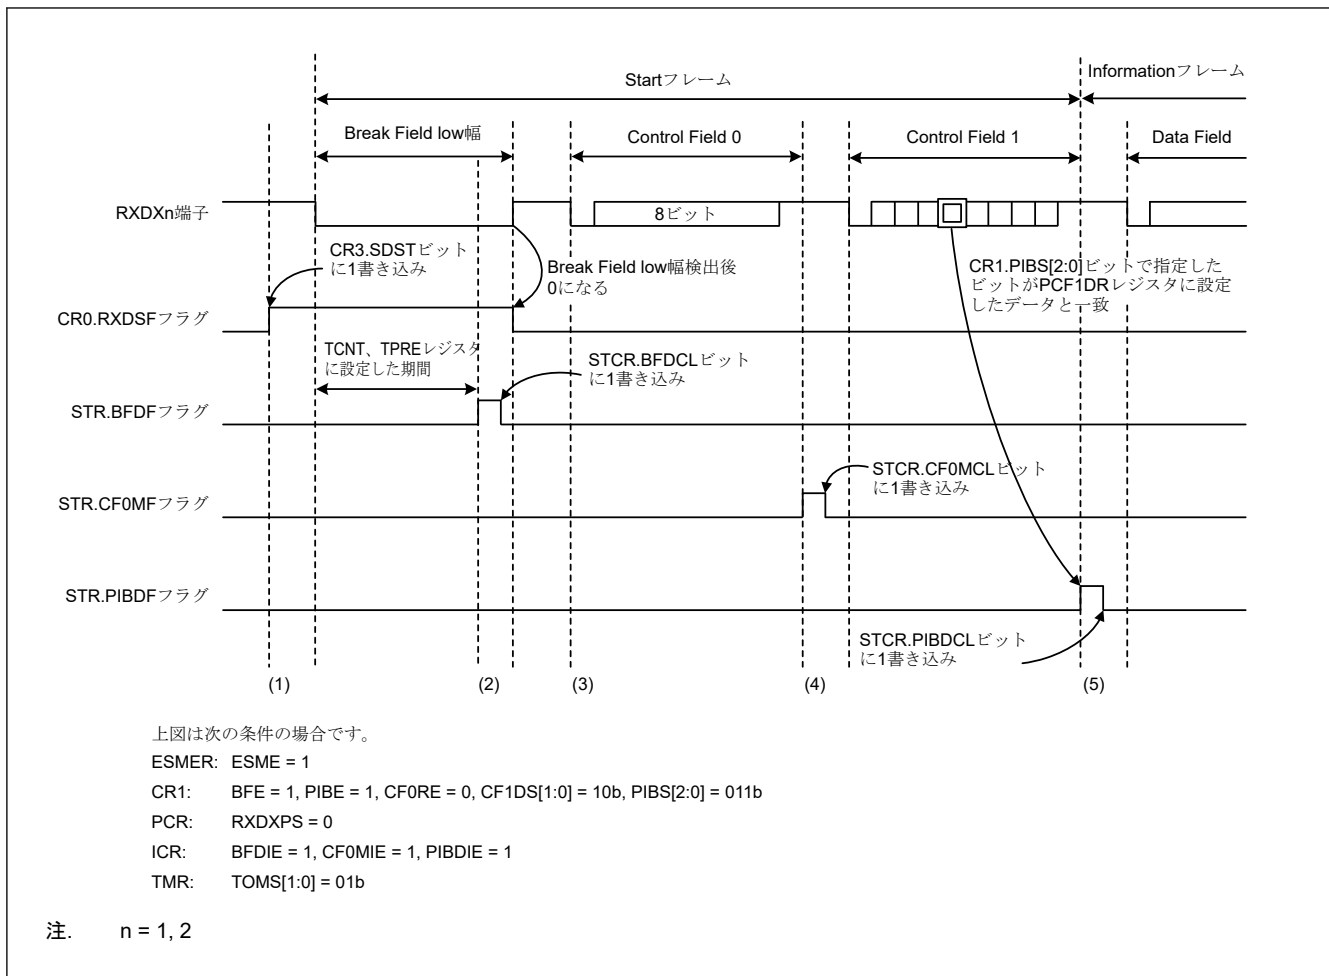 Startフレーム
Informationフレーム
Break Field low幅
Control Field 0
Control Field 1
Data Field
RXDXn端子
8ビット
CR3.SDSTビット
に1書き込み
Break Field low幅検出後
0になる
CR1.PIBS[2:0]ビットで指定した
ビットがPCF1DRレジスタに設定
したデータと一致
CR0.RXDSFフラグ
TCNT、TPREレジスタ
に設定した期間
STCR.BFDCLビット
に1書き込み
STR.BFDFフラグ
STCR.CF0MCLビット
に1書き込み
STR.CF0MFフラグ
STR.PIBDFフラグ
STCR.PIBDCLビット
に1書き込み
(1) (2) (3) (4) (5)
上図は次の条件の場合です。
ESMER: ESME = 1
CR1: BFE = 1, PIBE = 1, CF0RE = 0, CF1DS[1:0] = 10b, PIBS[2:0] = 011b
PCR: RXDXPS = 0
ICR: BFDIE = 1, CF0MIE = 1, PIBDIE = 1
TMR: TOMS[1:0] = 01b
注. n = 1, 2